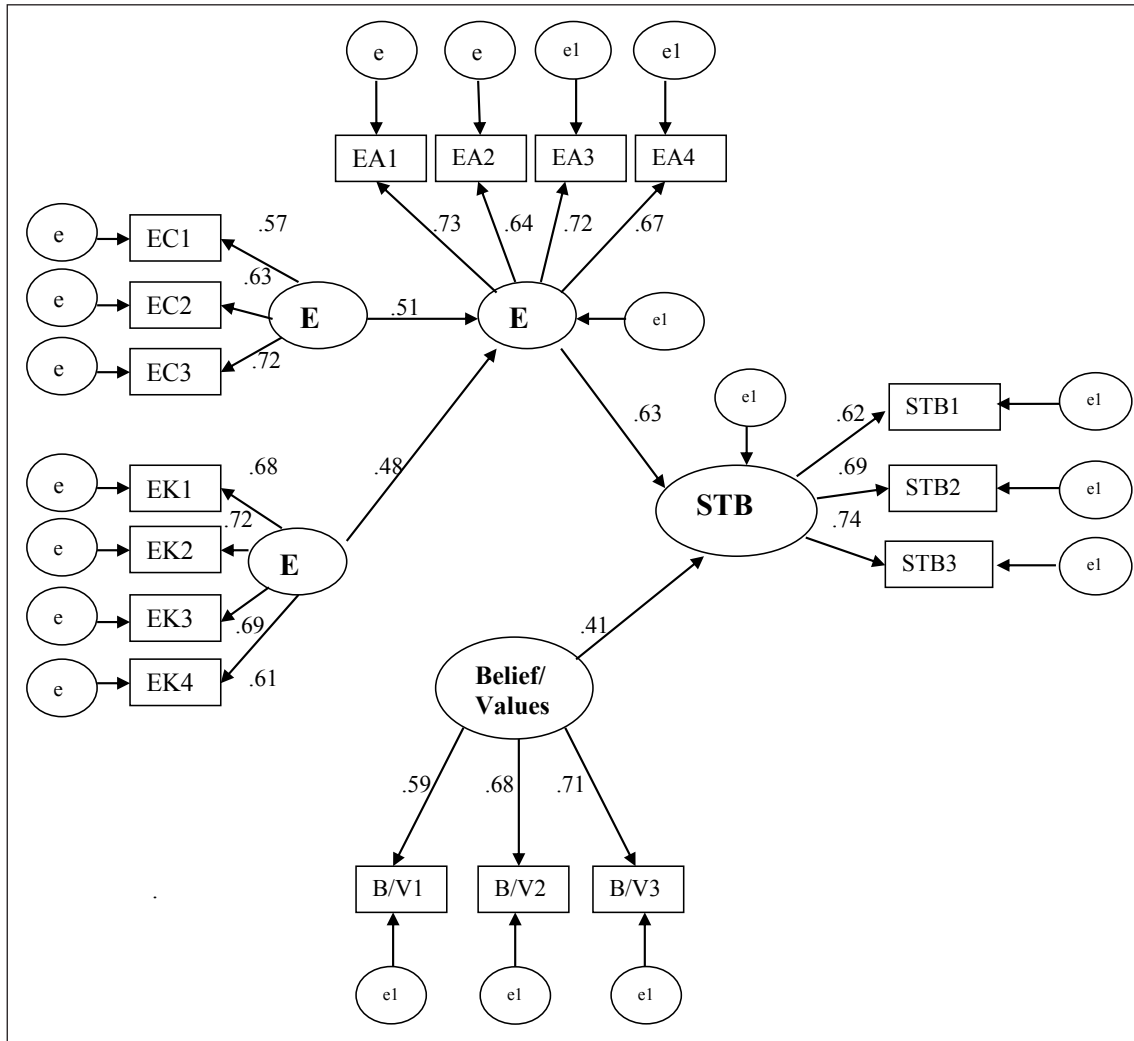 e e e1 e1
EA1 EA2 EA3 EA4
.73 .64 .72 .67
e EC1 .57
e EC2 .63
e EC3 .72
E .51 E e1
e EK1 .68
e EK2 .72
e EK3 .69
e EK4 .61
E .48
.63
e1
STB
.62 STB1 e1
.69 STB2 e1
.74 STB3 e1
.41
Belief/
Values
.59 .68 .71
B/V1 B/V2 B/V3
e1 e1 e1
.